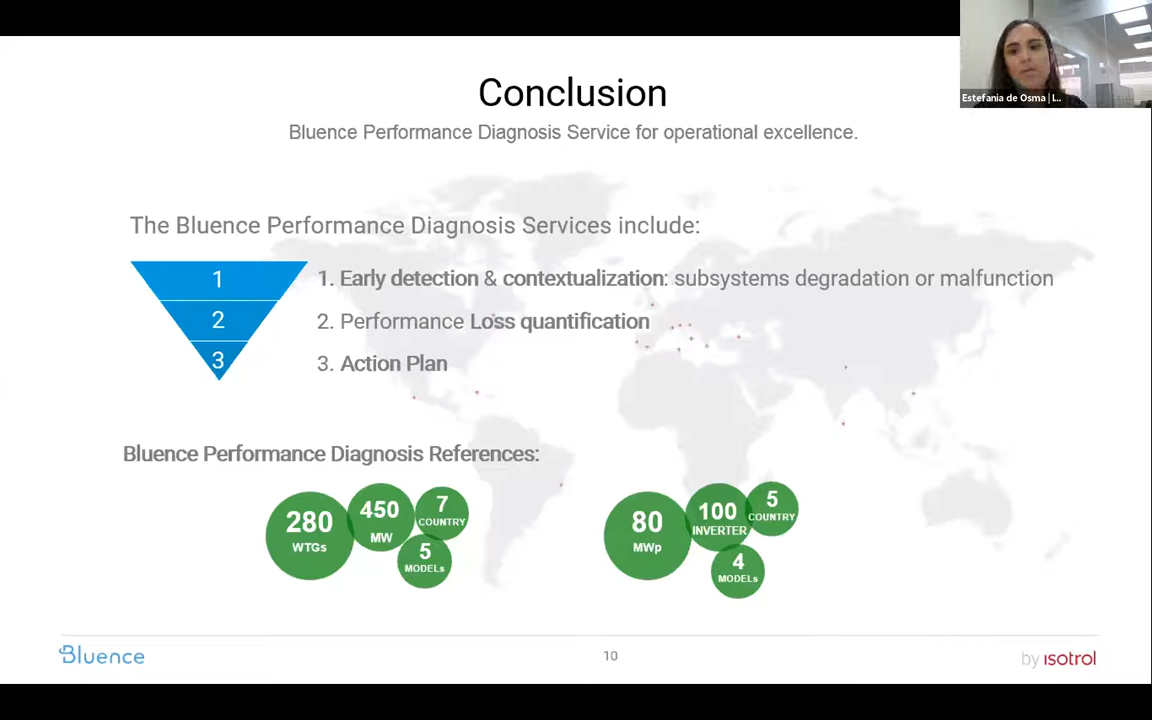 Estefania de Osma | I...
Conclusion
Bluence Performance Diagnosis Service for operational excellence.
The Bluence Performance Diagnosis Services include:
1
1. Early detection & contextualization: subsystems degradation or malfunction
2
2. Performance Loss quantification
3
3. Action Plan
Bluence Performance Diagnosis References:
280
WTGs
450
MW
7
COUNTRY
5
MODELs
80
MWp
100
INVERTER
5
COUNTRY
4
MODELs
Bluence
10
by isotrol